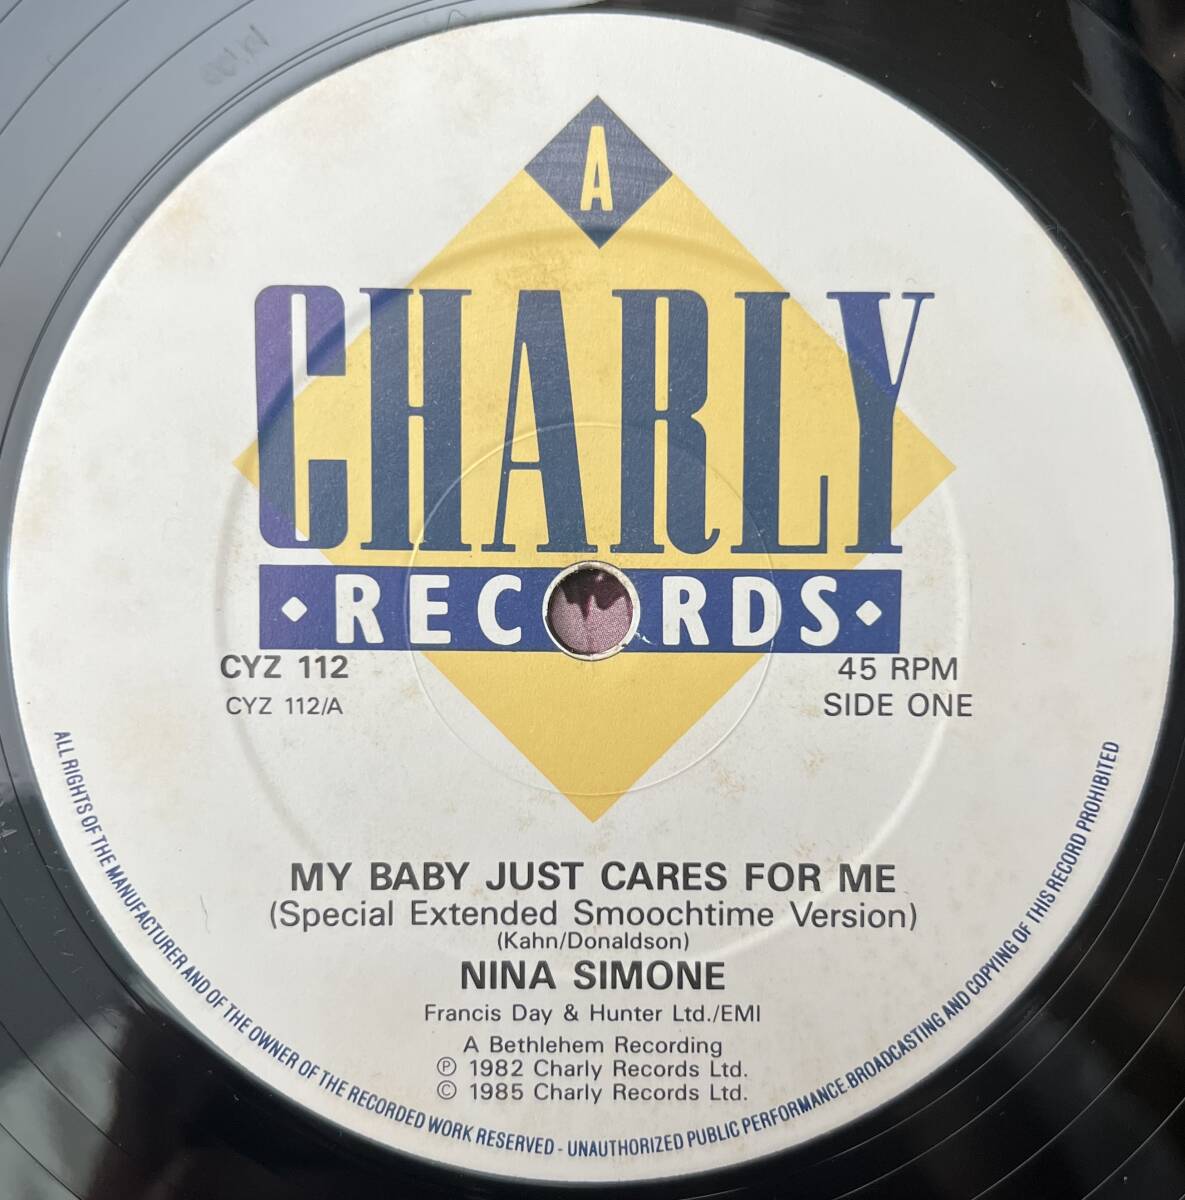 A
CHARLY
RECORDS
CYZ 112
CYZ 112/A
45 RPM
SIDE ONE
MY BABY JUST CARES FOR ME
(Special Extended Smoochtime Version)
(Kahn/Donaldson)
NINA SIMONE
Francis Day & Hunter Ltd./EMI
A Bethlehem Recording
℗ 1982 Charly Records Ltd.
© 1985 Charly Records Ltd.
ALL RIGHTS OF THE MANUFACTURER AND OF THE OWNER OF THE RECORDED WORK RESERVED - UNAUTHORIZED PUBLIC PERFORMANCE BROADCASTING AND COPYING OF THIS RECORD PROHIBITED